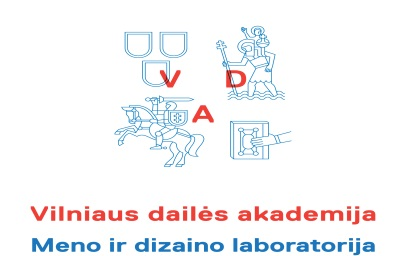 V D
A
Vilniaus dailės akademija
Meno ir dizaino laboratorija